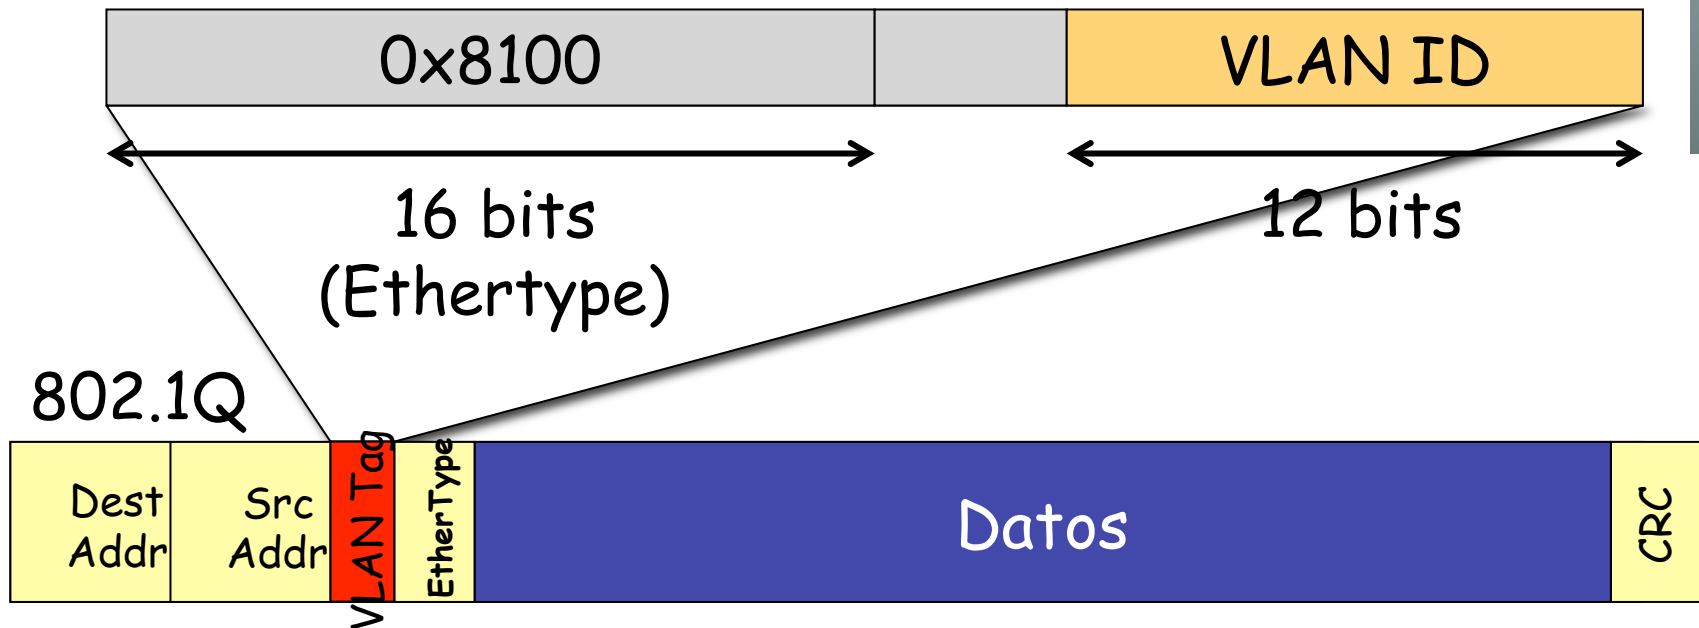 0x8100
VLAN ID
16 bits
(Ethertype)
12 bits
802.1Q
Dest
Addr
Src
Addr
VLAN Tag
EtherType
Datos
CRC